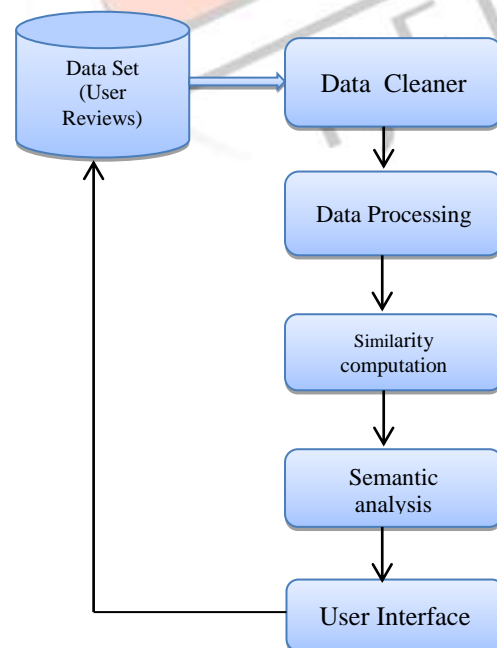 Data Set
(User
Reviews)
Data Cleaner
Data Processing
Similarity
computation
Semantic
analysis
User Interface